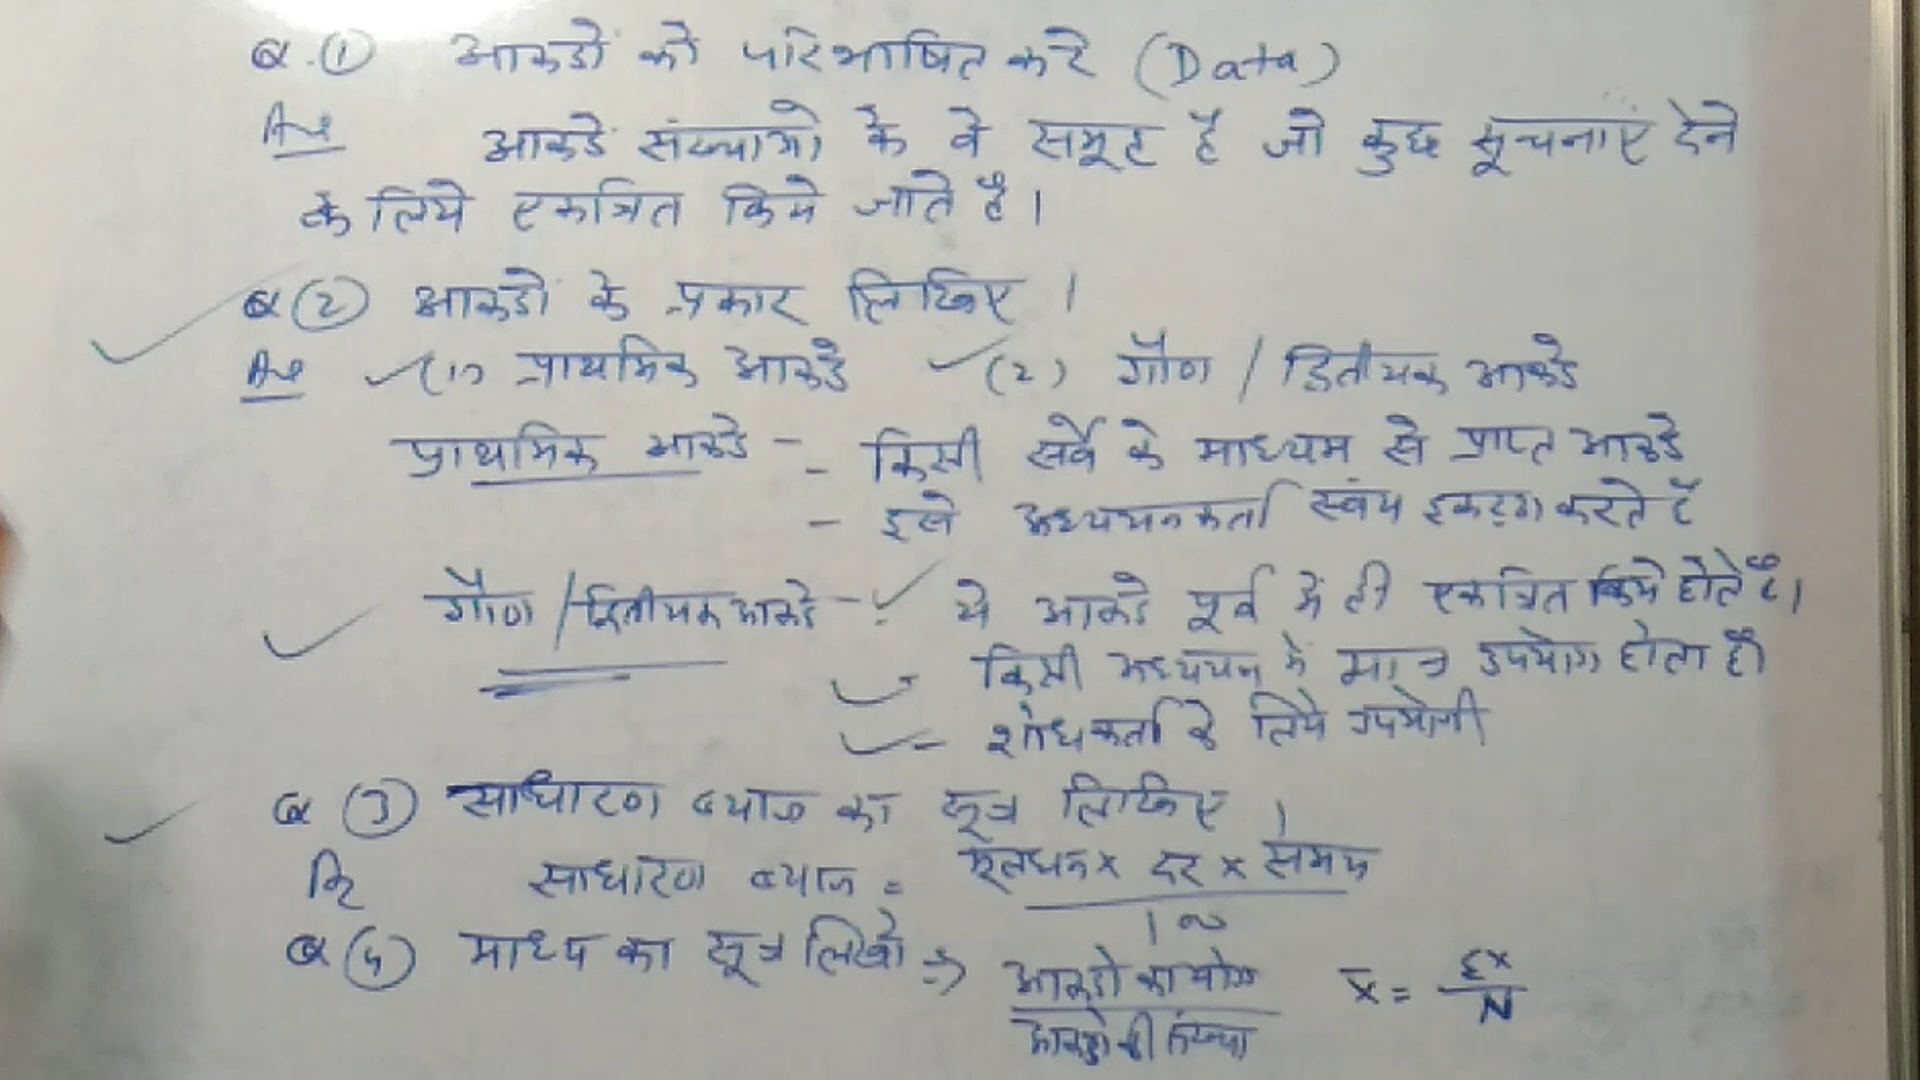 Q.(1) आकडों को परिभाषित करे (Data)
Ans आकडे संख्याओ के वे समूह है जो कुछ सूचनाएं देने
के लिये एकत्रित किये जाते है।
Q(2) आकडों के प्रकार लिखिए।
Ans (1) प्राथमिक आकडे (2) गौण / द्वितीयक आकडे
प्राथमिक आकडे - - किसी सर्वे के माध्यम से प्राप्त आकडे
- इसे अध्ययनकर्ता स्वंय इकट्ठा करते है
गौण/द्वितीयक आकडे - ये आकडे पूर्व में ही एकत्रित किये होते है।
- किसी अध्ययन में मात्र उपयोग होता है।
- शोधकर्ता के लिये उपयोगी
Q (3) साधारण ब्याज का सूत्र लिखिए।
साधारण ब्याज = मूलधन x दर x समय
100
Q (4) माध्य का सूत्र लिखो => आकडो का योग x̄ = Σx
आकडो की संख्या N